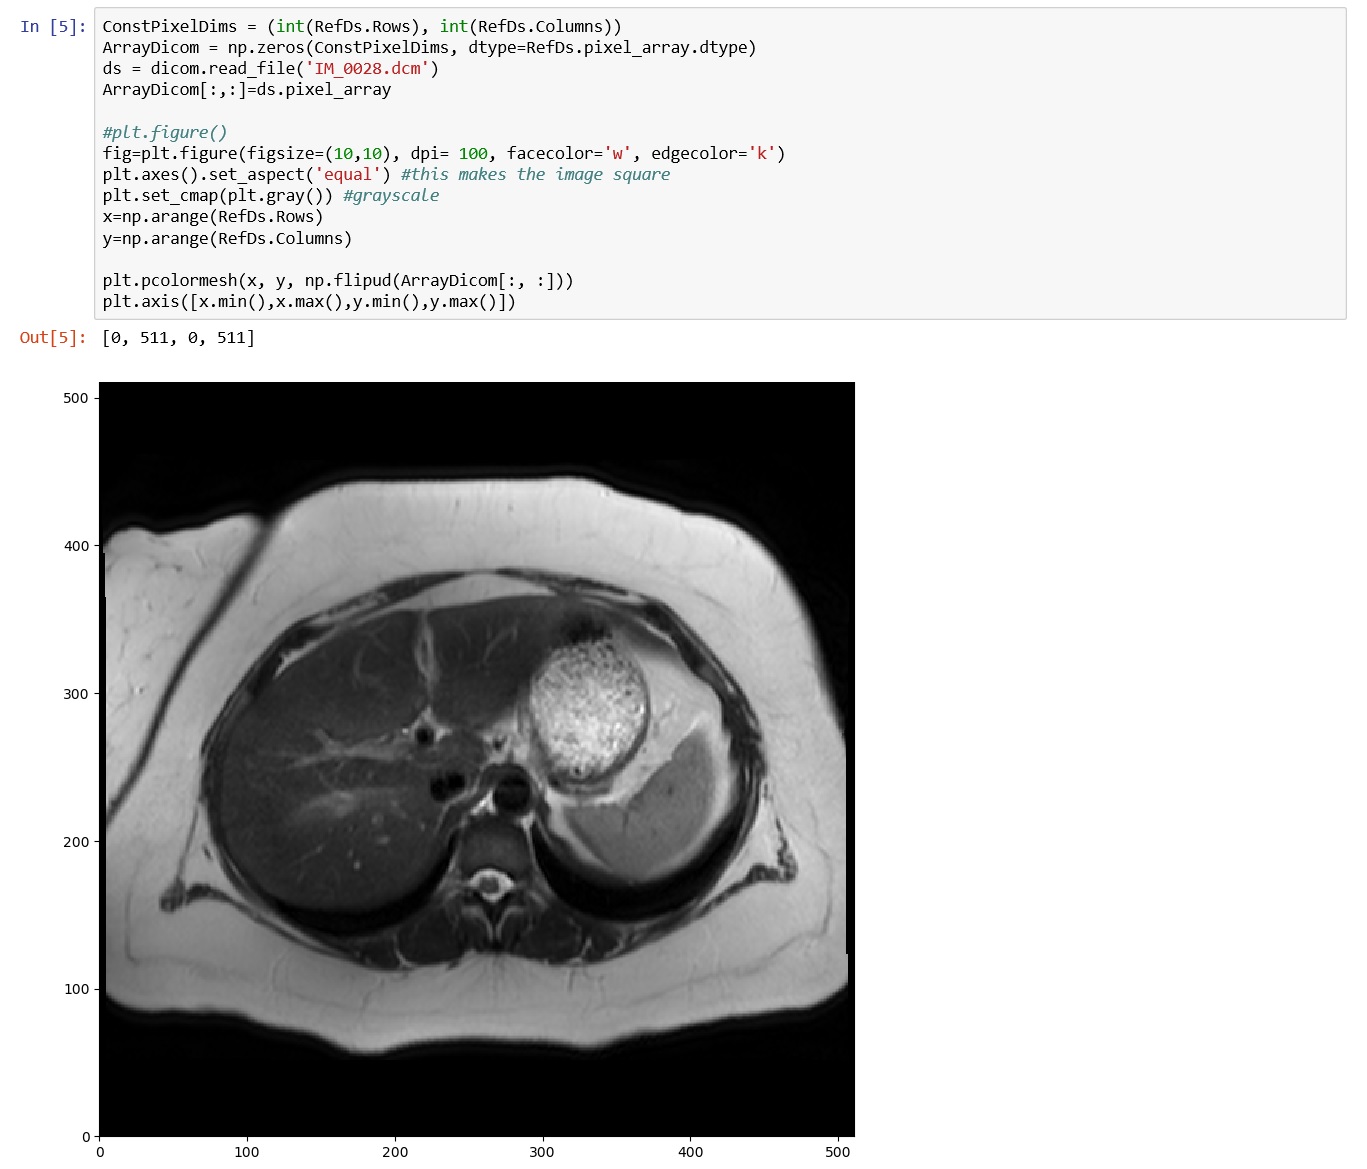 In [5]: ConstPixelDims = (int(RefDs.Rows), int(RefDs.Columns))
ArrayDicom = np.zeros(ConstPixelDims, dtype=RefDs.pixel_array.dtype)
ds = dicom.read_file('IM_0028.dcm')
ArrayDicom[:,:]=ds.pixel_array
#plt.figure()
fig=plt.figure(figsize=(10,10), dpi= 100, facecolor='w', edgecolor='k')
plt.axes().set_aspect('equal') #this makes the image square
plt.set_cmap(plt.gray()) #grayscale
x=np.arange(RefDs.Rows)
y=np.arange(RefDs.Columns)
plt.pcolormesh(x, y, np.flipud(ArrayDicom[:, :]))
plt.axis([x.min(),x.max(),y.min(),y.max()])
Out[5]: [0, 511, 0, 511]
500
400
300
200
100
0
0 100 200 300 400 500